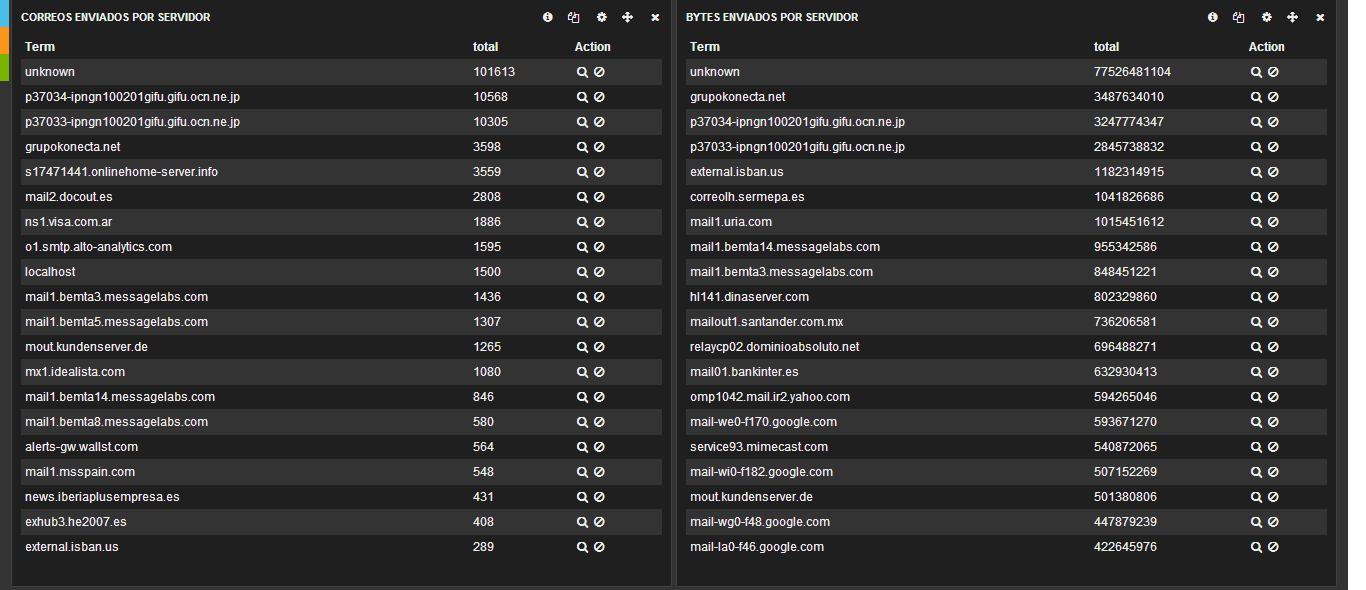 CORREOS ENVIADOS POR SERVIDOR
Term total Action
unknown 101613
p37034-ipngn100201gifu.gifu.ocn.ne.jp 10568
p37033-ipngn100201gifu.gifu.ocn.ne.jp 10305
grupokonecta.net 3598
s17471441.onlinehome-server.info 3559
mail2.docout.es 2808
ns1.visa.com.ar 1886
o1.smtp.alto-analytics.com 1595
localhost 1500
mail1.bemta3.messagelabs.com 1436
mail1.bemta5.messagelabs.com 1307
mout.kundenserver.de 1265
mx1.idealista.com 1080
mail1.bemta14.messagelabs.com 846
mail1.bemta8.messagelabs.com 580
alerts-gw.wallst.com 564
mail1.msspain.com 548
news.iberiaplusempresa.es 431
exhub3.he2007.es 408
external.isban.us 289
BYTES ENVIADOS POR SERVIDOR
Term total Action
unknown 77526481104
grupokonecta.net 3487634010
p37034-ipngn100201gifu.gifu.ocn.ne.jp 3247774347
p37033-ipngn100201gifu.gifu.ocn.ne.jp 2845738832
external.isban.us 1182314915
correolh.sermepa.es 1041826686
mail1.uria.com 1015451612
mail1.bemta14.messagelabs.com 955342586
mail1.bemta3.messagelabs.com 848451221
hl141.dinaserver.com 802329860
mailout1.santander.com.mx 736206581
relaycp02.dominioabsoluto.net 696488271
mail01.bankinter.es 632930413
omp1042.mail.ir2.yahoo.com 594265046
mail-we0-f170.google.com 593671270
service93.mimecast.com 540872065
mail-wi0-f182.google.com 507152269
mout.kundenserver.de 501380806
mail-wg0-f48.google.com 447879239
mail-la0-f46.google.com 422645976